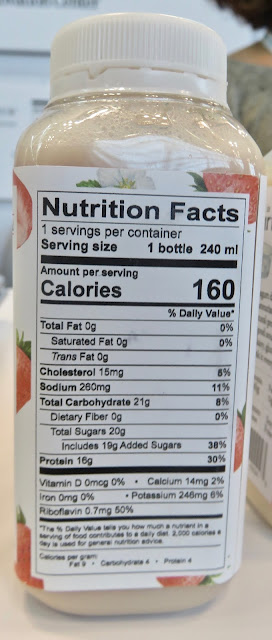 Nutrition Facts
1 servings per container
Serving size 1 bottle 240 ml
Amount per serving
Calories 160
% Daily Value*
Total Fat 0g 0%
Saturated Fat 0g 0%
Trans Fat 0g
Cholesterol 15mg 5%
Sodium 260mg 11%
Total Carbohydrate 21g 8%
Dietary Fiber 0g 0%
Total Sugars 20g
Includes 19g Added Sugars 38%
Protein 16g 30%
Vitamin D 0mcg 0% • Calcium 14mg 2%
Iron 0mg 0% • Potassium 246mg 6%
Riboflavin 0.7mg 50%
*The % Daily Value tells you how much a nutrient in a
serving of food contributes to a daily diet. 2,000 calories a
day is used for general nutrition advice.
Calories per gram:
Fat 9 • Carbohydrate 4 • Protein 4